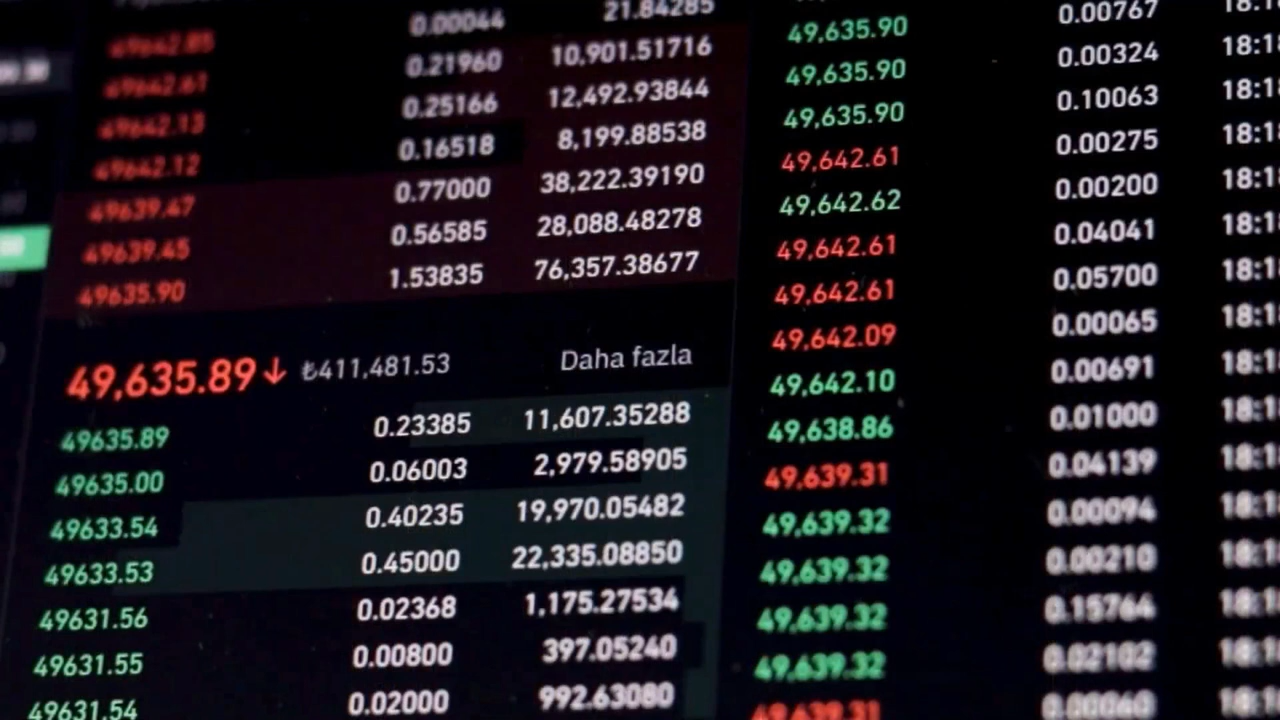 0.00044 21.84285
49642.85 0.21960 10,901.51716
49642.61 0.25166 12,492.93844
49642.13 0.16518 8,199.88538
49642.12 0.77000 38,222.39190
49639.47 0.56585 28,088.48278
49639.45 1.53835 76,357.38677
49635.90
49,635.89↓ ₺411,481.53 Daha fazla
49635.89 0.23385 11,607.35288
49635.00 0.06003 2,979.58905
49633.54 0.40235 19,970.05482
49633.53 0.45000 22,335.08850
49631.56 0.02368 1,175.27534
49631.55 0.00800 397.05240
49631.54 0.02000 992.63080
49,635.90 0.00767
49,635.90 0.00324
49,635.90 0.10063
49,642.61 0.00275
49,642.62 0.00200
49,642.61 0.04041
49,642.61 0.05700
49,642.09 0.00065
49,642.10 0.00691
49,638.86 0.01000
49,639.31 0.04139
49,639.32 0.00094
49,639.32 0.00210
49,639.32 0.15764
49,639.32 0.02102
49,639.31